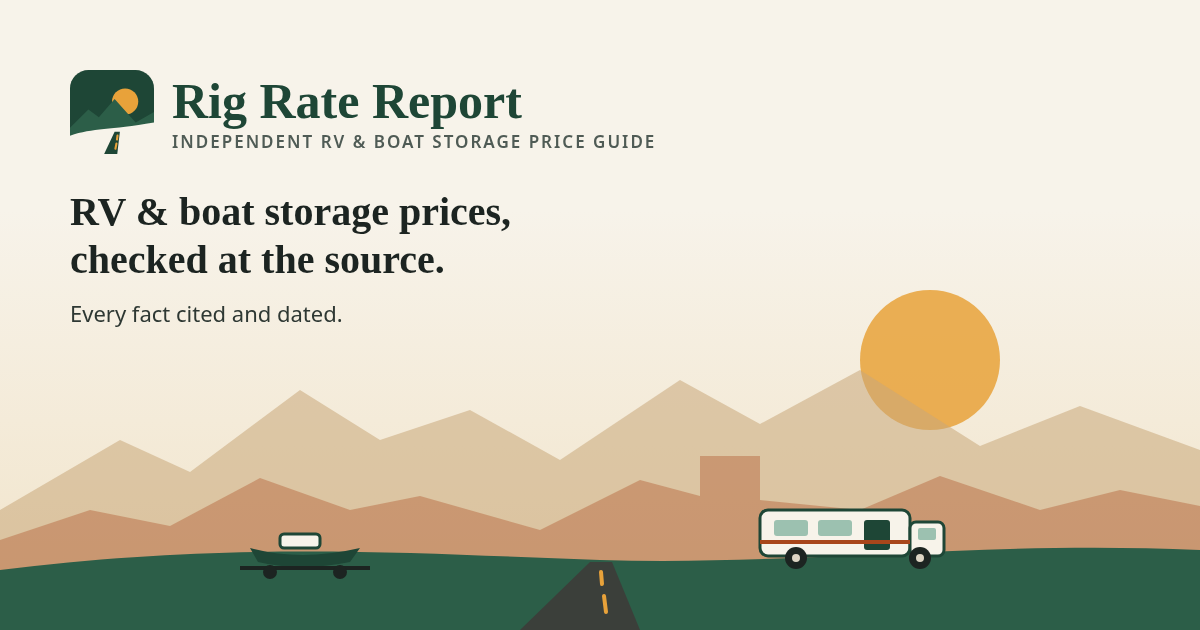 Rig Rate Report
INDEPENDENT RV & BOAT STORAGE PRICE GUIDE
RV & boat storage prices,
checked at the source.
Every fact cited and dated.